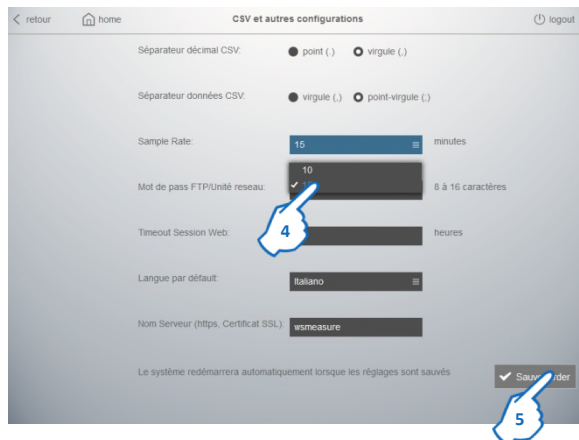 retour home CSV et autres configurations logout
Séparateur décimal CSV: point (.) virgule (,)
Séparateur données CSV: virgule (,) point-virgule (;)
Sample Rate: 15 minutes
10
Mot de pass FTP/Unité reseau: 8 à 16 caractères
4
Timeout Session Web: heures
Langue par défault: Italiano
Nom Serveur (https, Certificat SSL): wsmeasure
Le système redémarrera automatiquement lorsque les réglages sont sauvés
5